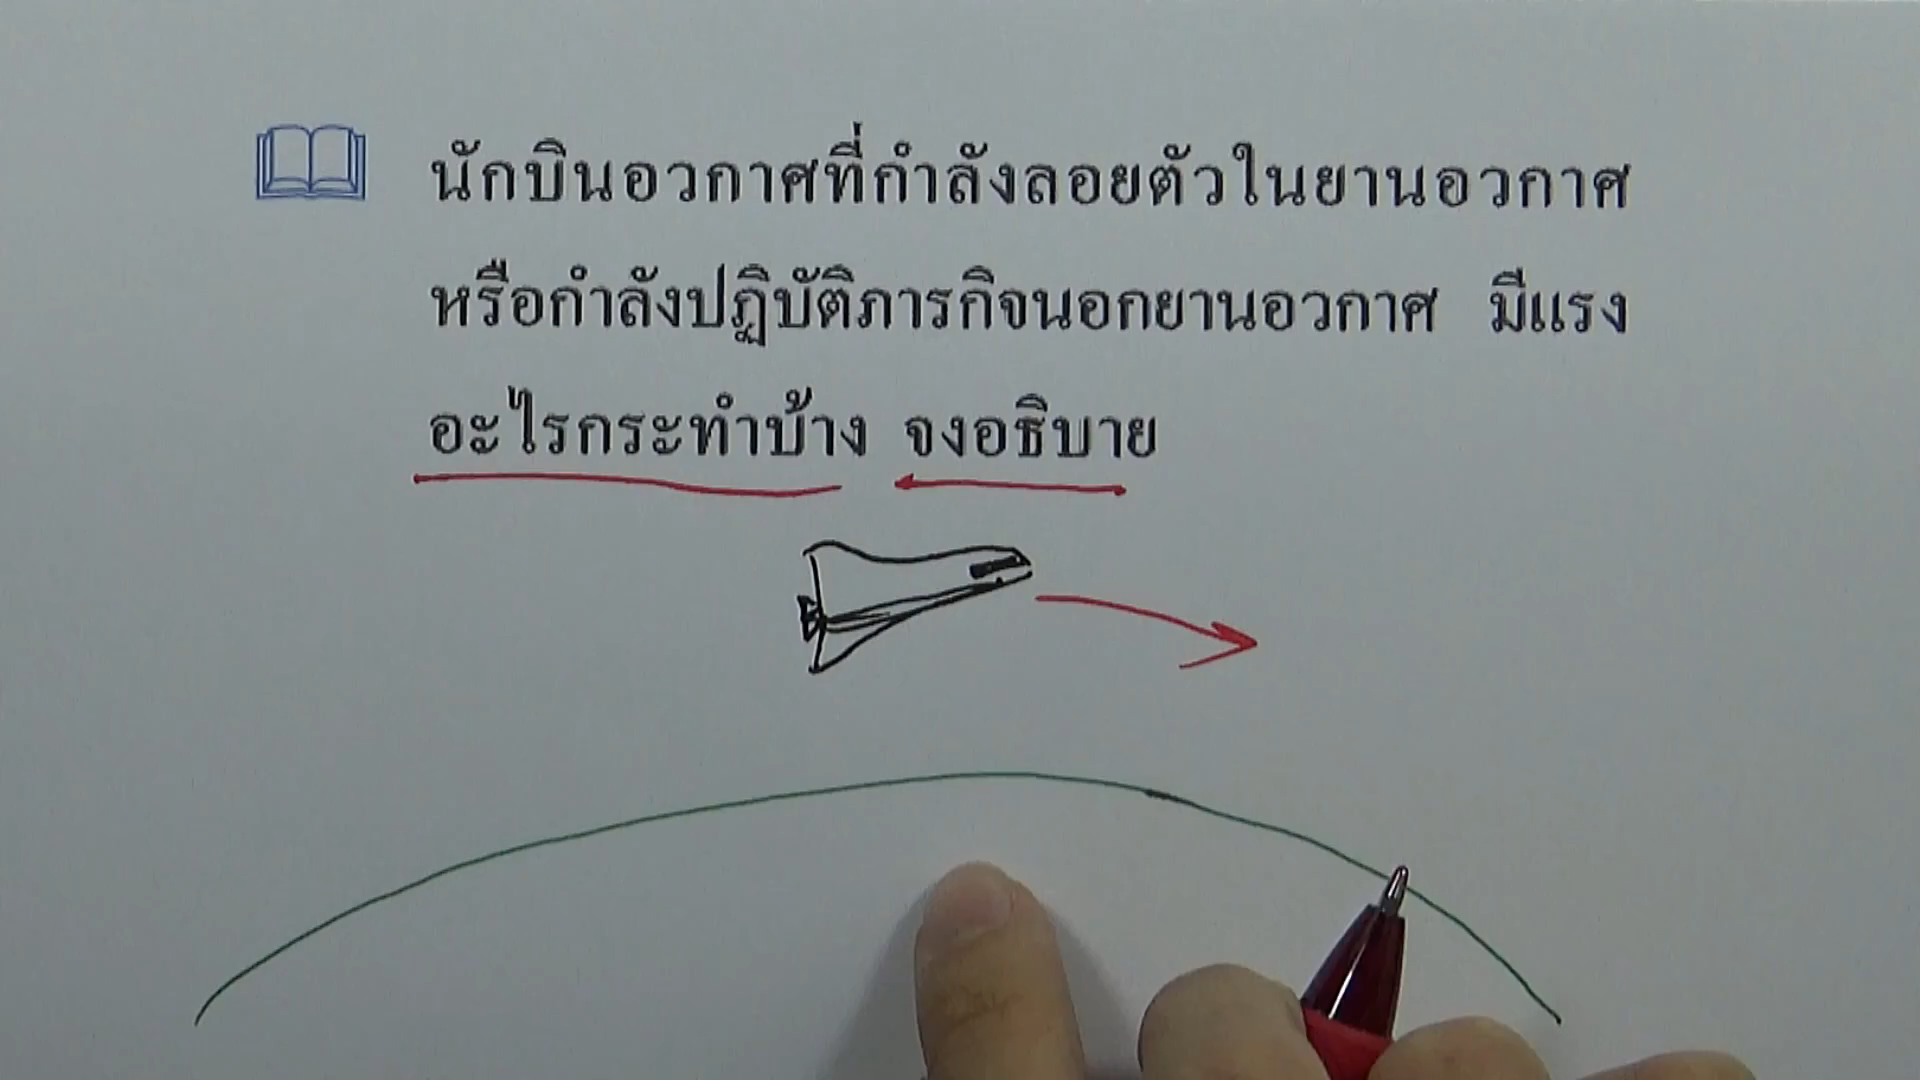 นักบินอวกาศที่กำลังลอยตัวในยานอวกาศ
หรือกำลังปฏิบัติภารกิจนอกยานอวกาศ มีแรง
อะไรกระทำบ้าง จงอธิบาย